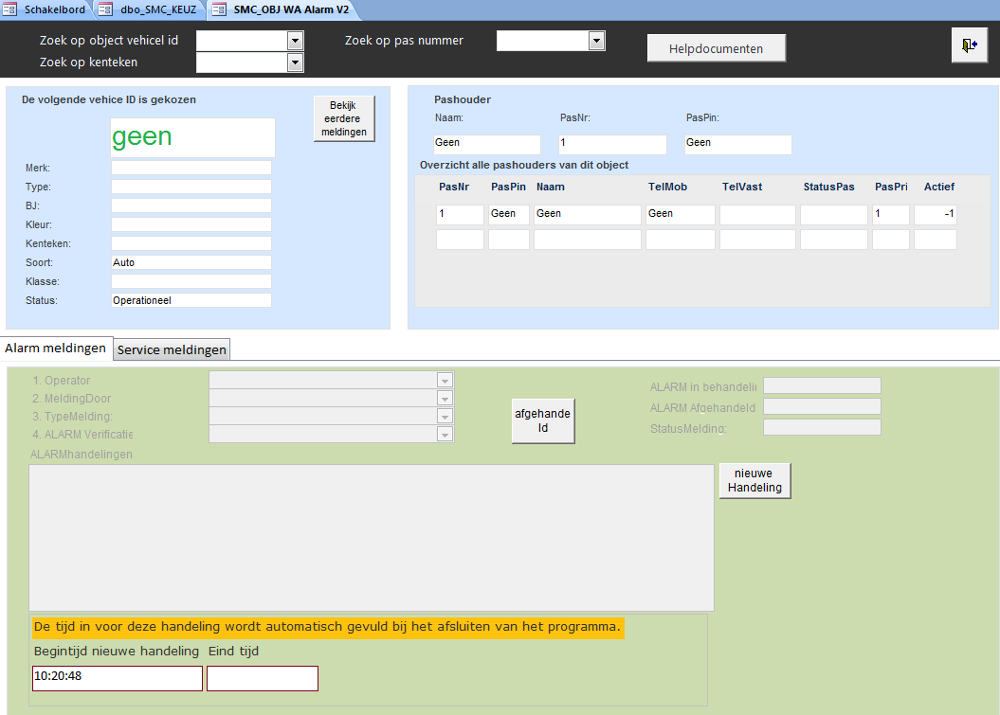 Schakelbord dbo_SMC_KEUZ SMC_OBJ WA Alarm V2
Zoek op object vehicel id Zoek op pas nummer
Helpdocumenten
Zoek op kenteken
De volgende vehice ID is gekozen
Bekijk
eerdere
meldingen
geen
Merk:
Type:
BJ:
Kleur:
Kenteken:
Soort: Auto
Klasse:
Status: Operationeel
Pashouder
Naam: PasNr: PasPin:
Geen 1 Geen
Overzicht alle pashouders van dit object
PasNr PasPin Naam TelMob TelVast StatusPas PasPri Actief
1 Geen Geen Geen 1 -1
Alarm meldingen Service meldingen
1. Operator
2. MeldingDoor
3. TypeMelding:
4. ALARM Verificatie
ALARMhandelingen
afgehande
ld
ALARM in behandelin
ALARM Afgehandeld
StatusMelding:
nieuwe
Handeling
De tijd in voor deze handeling wordt automatisch gevuld bij het afsluiten van het programma.
Begintijd nieuwe handeling Eind tijd
10:20:48